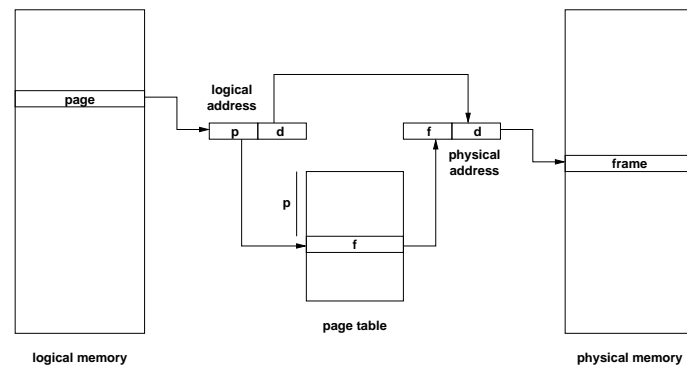 page
logical
address
p d
f d
physical
address
frame
p
f
page table
logical memory
physical memory